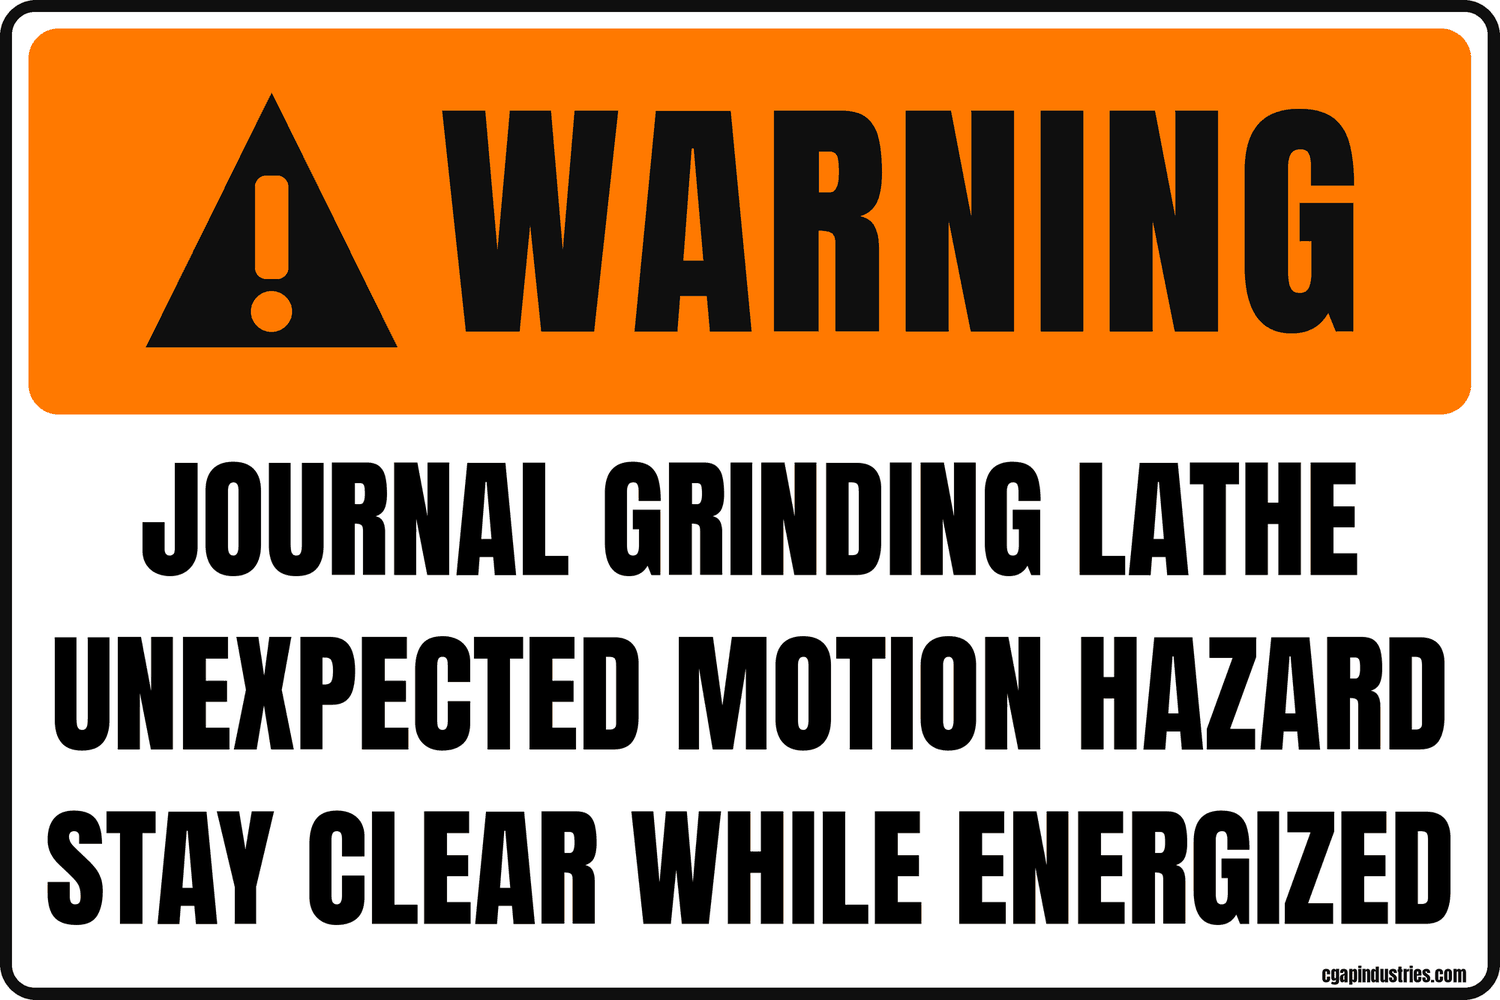 WARNING
JOURNAL GRINDING LATHE
UNEXPECTED MOTION HAZARD
STAY CLEAR WHILE ENERGIZED
cgapindustries.com